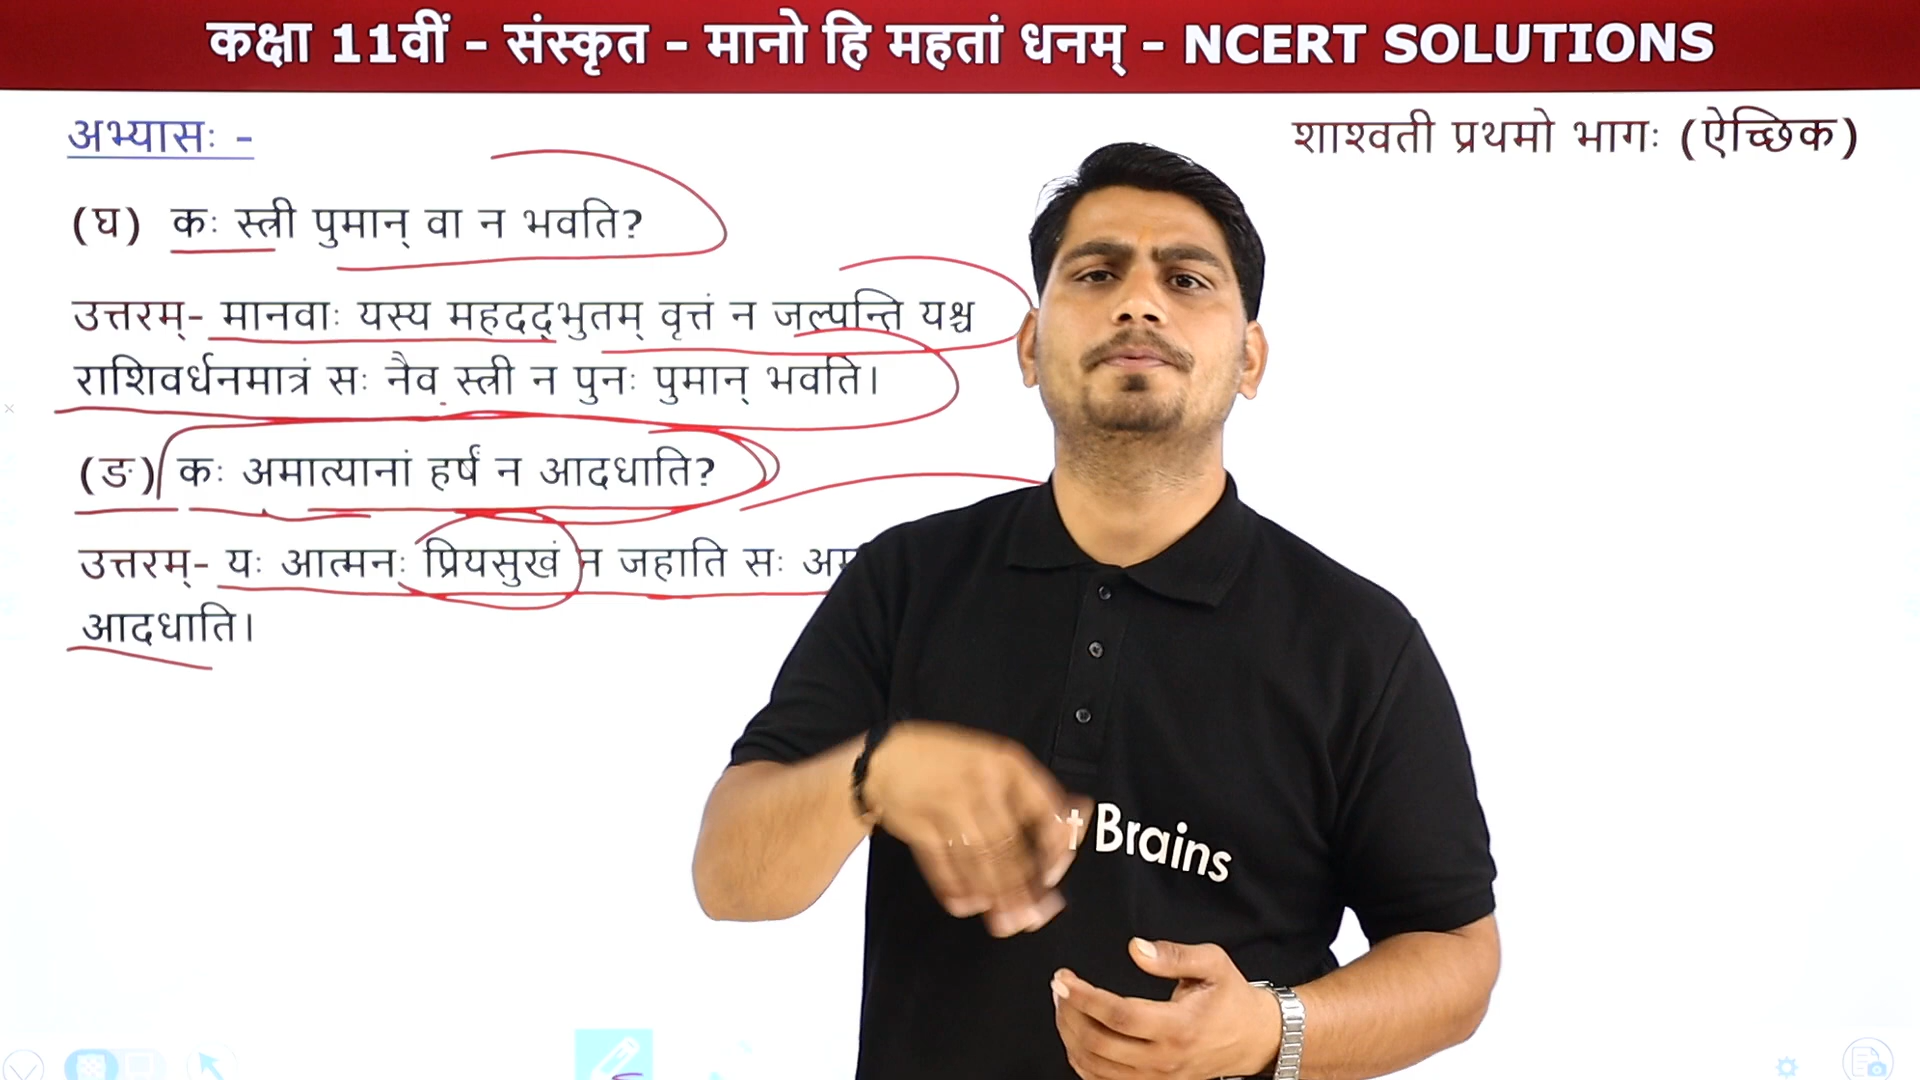 कक्षा 11वीं - संस्कृत - मानो हि महतां धनम् - NCERT SOLUTIONS
अभ्यासः -
शाश्वती प्रथमो भागः (ऐच्छिक)
(घ) कः स्त्री पुमान् वा न भवति?
उत्तरम्- मानवाः यस्य महदद्भुतम् वृत्तं न जल्पन्ति यश्च
राशिवर्धनमात्रं सः नैव स्त्री न पुनः पुमान् भवति।
(ङ) कः अमात्यानां हर्षं न आदधाति?
उत्तरम्- यः आत्मनः प्रियसुखं न जहाति सः
आदधाति।
Brains